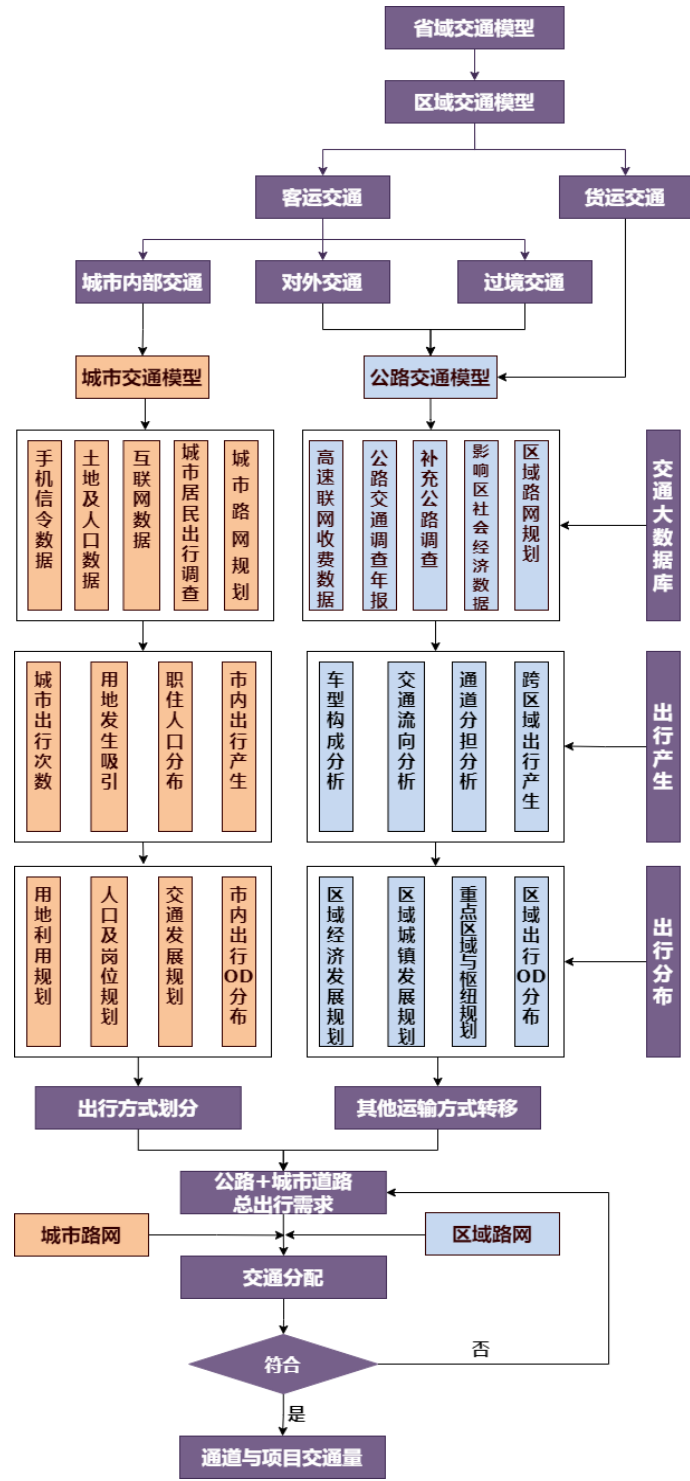 省域交通模型
区域交通模型
客运交通
货运交通
城市内部交通
对外交通
过境交通
城市交通模型
公路交通模型
手机信令数据
土地及人口数据
互联网数据
城市居民出行调查
城市路网规划
高速联网收费数据
公路交通调查年报
补充公路调查
影响区社会经济数据
区域路网规划
交通大数据库
城市出行次数
用地发生吸引
职住人口分布
市内出行产生
车型构成分析
交通流向分析
通道分担分析
跨区域出行产生
出行产生
用地利用规划
人口及岗位规划
交通发展规划
市内出行OD分布
区域经济发展规划
区域城镇发展规划
重点区域与枢纽规划
区域出行OD分布
出行分布
出行方式划分
其他运输方式转移
公路+城市道路
总出行需求
城市路网
区域路网
交通分配
符合
否
是
通道与项目交通量